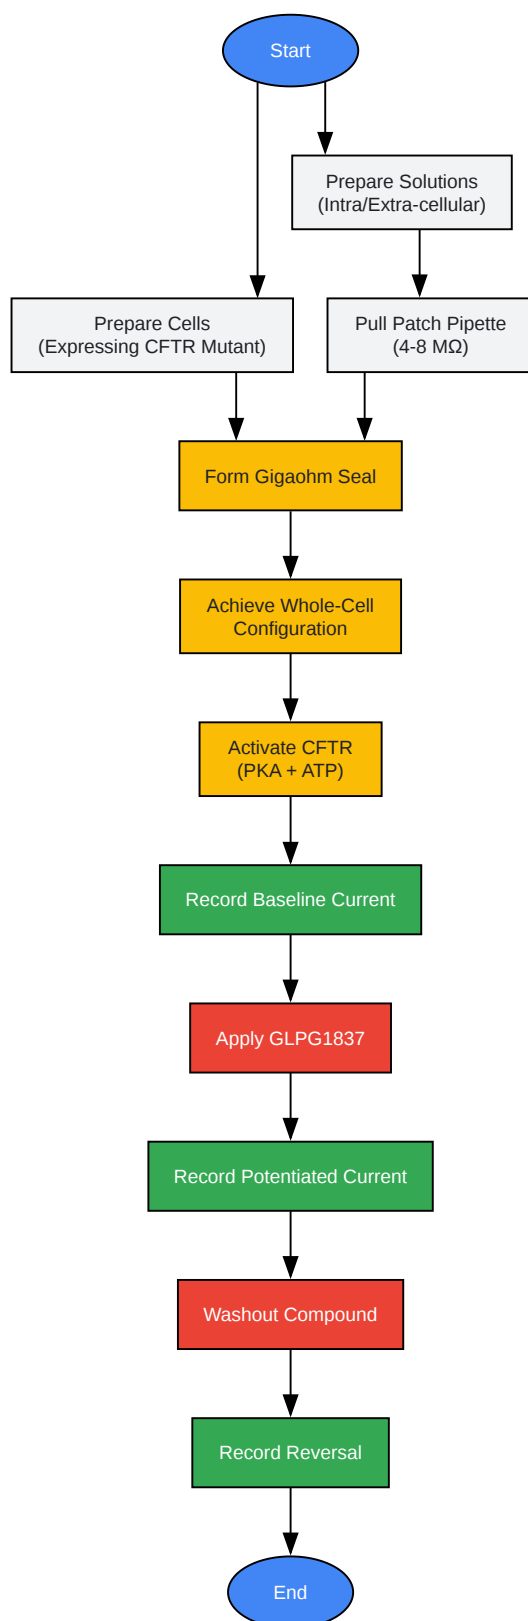 Start
Prepare Solutions
(Intra/Extra-cellular)
Prepare Cells
(Expressing CFTR Mutant)
Pull Patch Pipette
(4-8 MΩ)
Form Gigaohm Seal
Achieve Whole-Cell
Configuration
Activate CFTR
(PKA + ATP)
Record Baseline Current
Apply GLPG1837
Record Potentiated Current
Washout Compound
Record Reversal
End